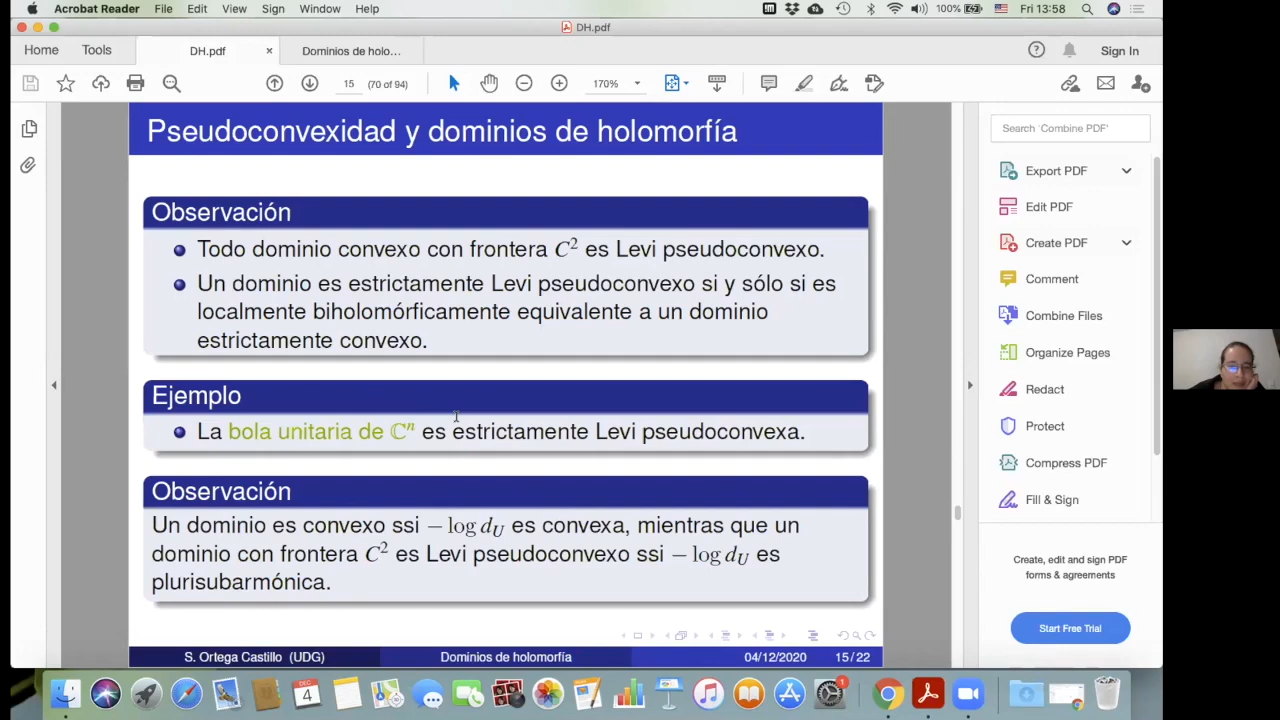 Acrobat Reader File Edit View Sign Window Help 100% Fri 13:58
DH.pdf
Home Tools DH.pdf × Dominios de holo... Sign In
15 (70 of 94) 170%
Pseudoconvexidad y dominios de holomorfía
Observación
Todo dominio convexo con frontera C² es Levi pseudoconvexo.
Un dominio es estrictamente Levi pseudoconvexo si y sólo si es
localmente biholomórficamente equivalente a un dominio
estrictamente convexo.
Ejemplo
La bola unitaria de ℂⁿ es estrictamente Levi pseudoconvexa.
Observación
Un dominio es convexo ssi − log d_U es convexa, mientras que un
dominio con frontera C² es Levi pseudoconvexo ssi − log d_U es
plurisubarmónica.
S. Ortega Castillo (UDG) Dominios de holomorfía 04/12/2020 15/22
Search 'Combine PDF'
Export PDF
Edit PDF
Create PDF
Comment
Combine Files
Organize Pages
Redact
Protect
Compress PDF
Fill & Sign
Create, edit and sign PDF
forms & agreements
Start Free Trial
DEC
4
1